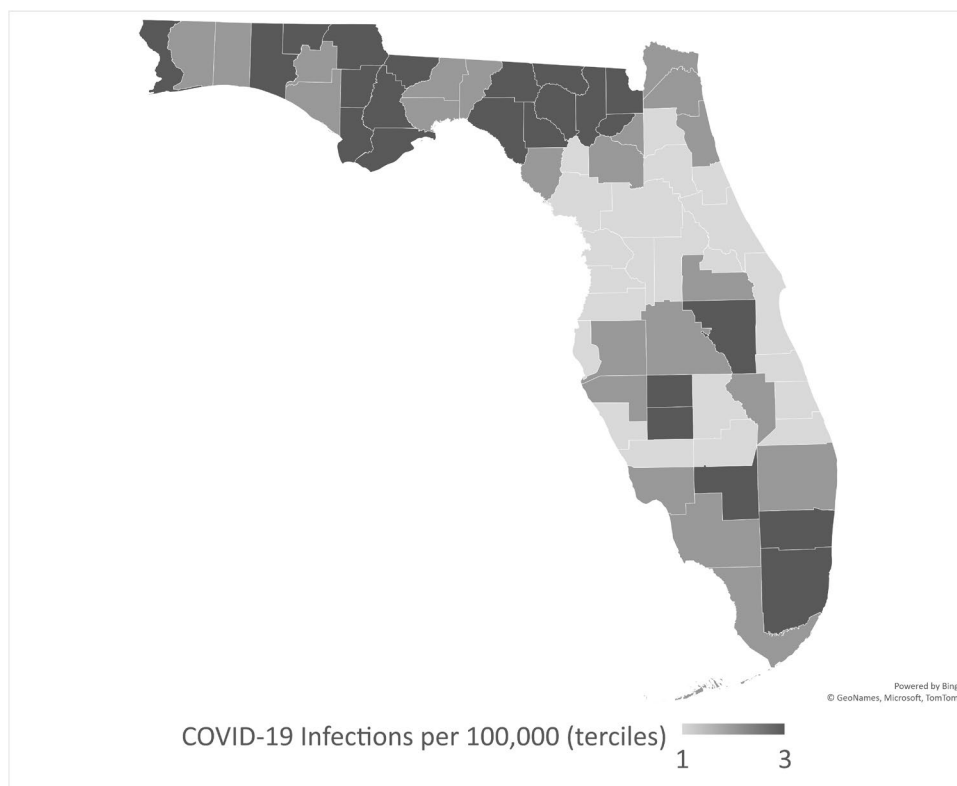 Powered by Bing
© GeoNames, Microsoft, TomTom
COVID-19 Infections per 100,000 (terciles)
1 3